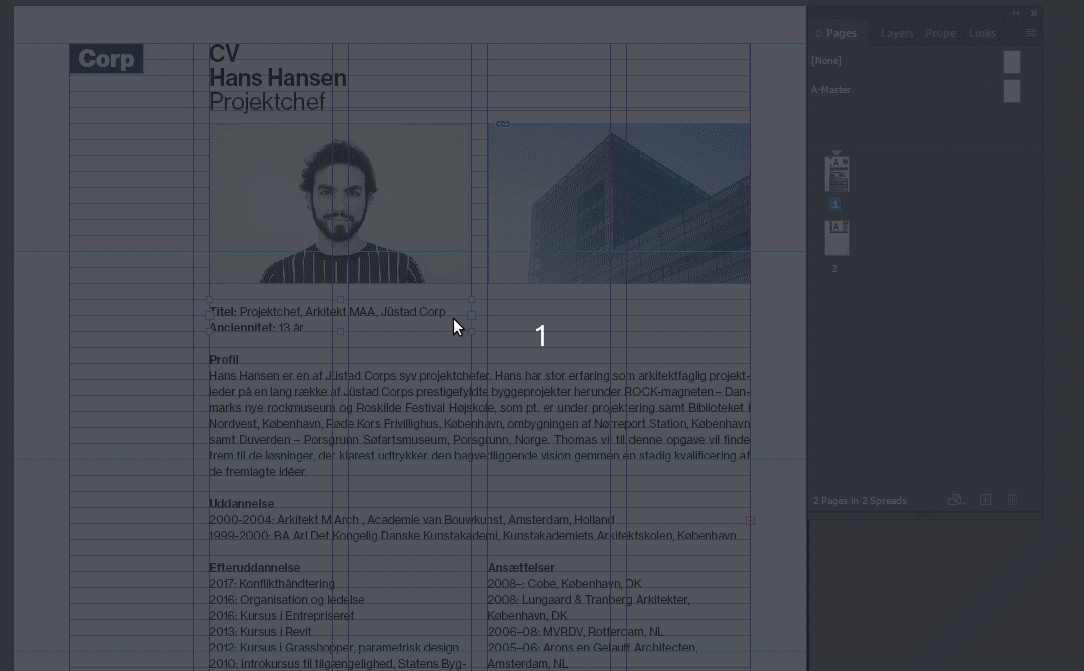 Corp
CV
Hans Hansen
Projektchef
Titel: Projektchef, Arkitekt MAA, Jüstad Corp
Anciennitet: 13 år
1
Profil
Hans Hansen er en af Jüstad Corps syv projektchefer. Hans har stor erfaring som arkitektfaglig projekt-
leder på en lang række af Jüstad Corps prestigefyldte byggeprojekter herunder ROCK-magneten – Dan-
marks nye rockmuseum og Roskilde Festival Højskole, som pt. er under projektering samt Biblioteket i
Nordvest, København, Røde Kors Frivillighus, København, ombygningen af Nørreport Station, København
samt Duverden – Porsgrunn Søfartsmuseum, Porsgrunn, Norge. Thomas vil til denne opgave vil finde
frem til de løsninger, der klarest udtrykker den bagvedliggende vision gemmen en stadig kvalificering af
de fremlagte idéer.
Uddannelse
2000-2004: Arkitekt M Arch , Academie van Bouwkunst, Amsterdam, Holland
1999-2000: BA Arl Det Kongelig Danske Kunstakademi, Kunstakademiets Arkitektskolen, København
Efteruddannelse
2017: Konflikthåndtering
2016: Organisation og ledelse
2016: Kursus i Entrepriseret
2013: Kursus i Revit
2012: Kursus i Grasshopper, parametrisk design
2010: Introkursus til tilgængelighed, Statens Byg-
Ansættelser
2008–: Cobe, København, DK
2008: Lungaard & Tranberg Arkitekter,
København, DK
2006–08: MVRDV, Rotterdam, NL
2005–06: Arons en Gelauff Architecten,
Amsterdam, NL
Pages Layers Prope Links
[None]
A-Master
A
1
A
2
2 Pages in 2 Spreads